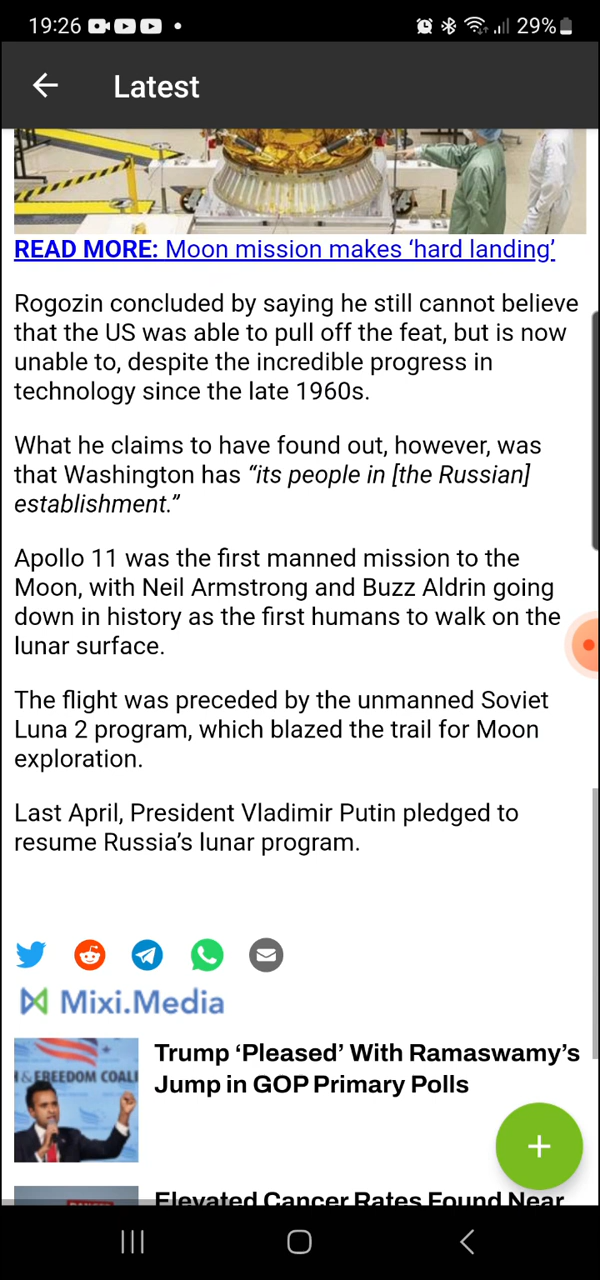 19:26
29%
Latest
READ MORE: Moon mission makes ‘hard landing’
Rogozin concluded by saying he still cannot believe
that the US was able to pull off the feat, but is now
unable to, despite the incredible progress in
technology since the late 1960s.
What he claims to have found out, however, was
that Washington has “its people in [the Russian]
establishment.”
Apollo 11 was the first manned mission to the
Moon, with Neil Armstrong and Buzz Aldrin going
down in history as the first humans to walk on the
lunar surface.
The flight was preceded by the unmanned Soviet
Luna 2 program, which blazed the trail for Moon
exploration.
Last April, President Vladimir Putin pledged to
resume Russia’s lunar program.
Mixi.Media
& FREEDOM COALI
Trump ‘Pleased’ With Ramaswamy’s
Jump in GOP Primary Polls
+
Elevated Cancer Rates Found Near